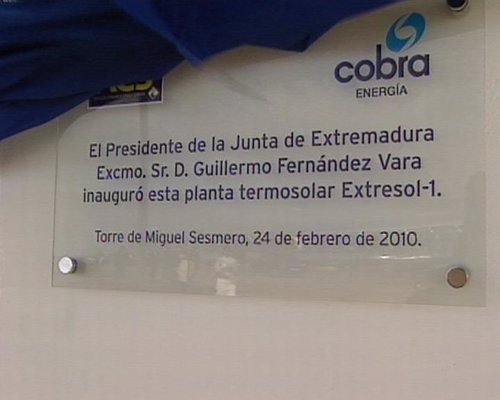 cobra
ENERGÍA
El Presidente de la Junta de Extremadura
Excmo. Sr. D. Guillermo Fernández Vara
inauguró esta planta termosolar Extresol-1.
Torre de Miguel Sesmero, 24 de febrero de 2010.